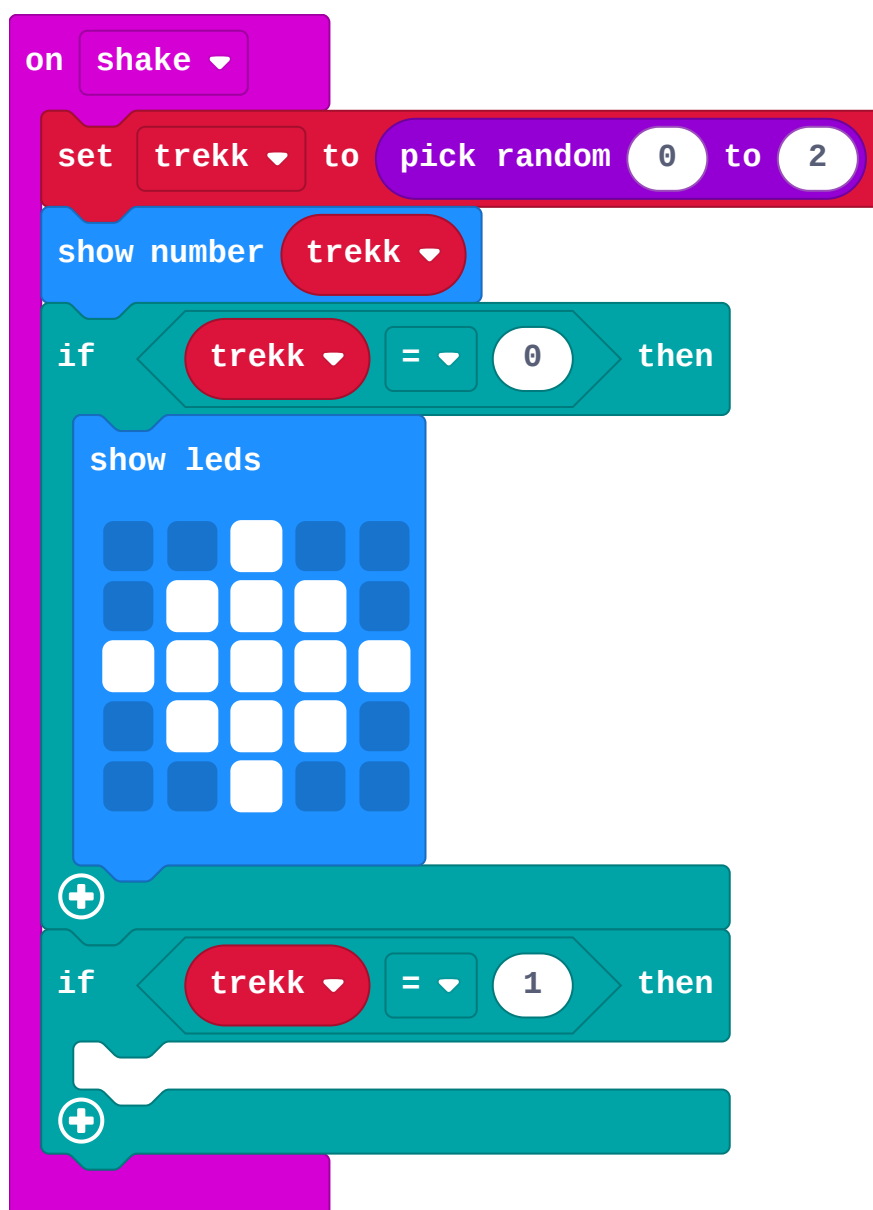 on shake
set trekk to pick random 0 to 2
show number trekk
if trekk = 0 then
show leds
if trekk = 1 then